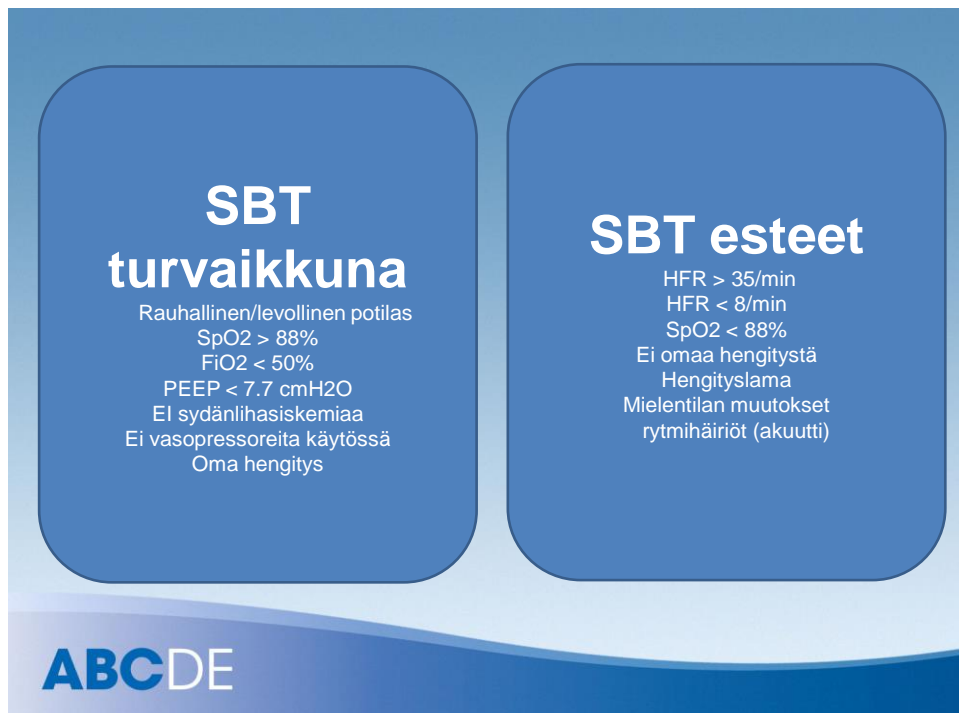 SBT
turvaikkuna
Rauhallinen/levollinen potilas
SpO2 > 88%
FiO2 < 50%
PEEP < 7.7 cmH2O
EI sydänlihasiskemiaa
Ei vasopressoreita käytössä
Oma hengitys
SBT esteet
HFR > 35/min
HFR < 8/min
SpO2 < 88%
Ei omaa hengitystä
Hengityslama
Mielentilan muutokset
rytmihäiriöt (akuutti)
ABCDE